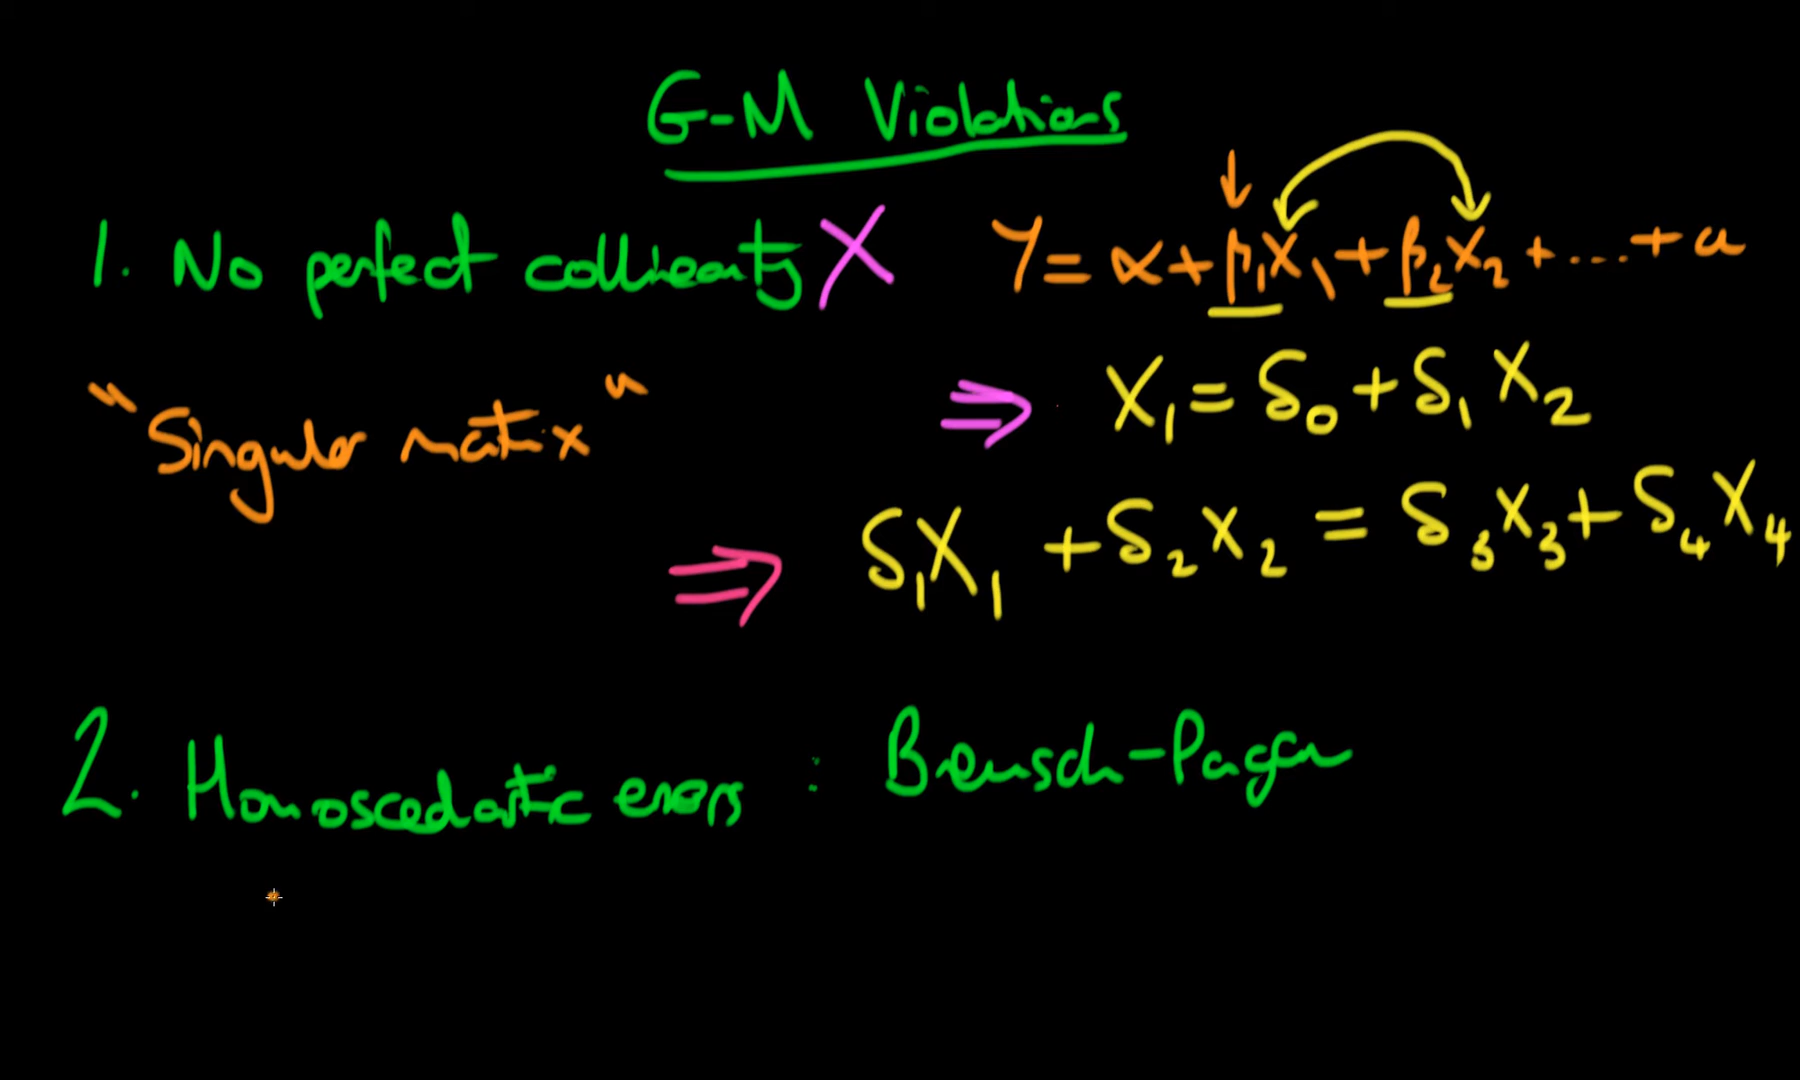 G-M Violations
1. No perfect collinearity X Y = α + β₁X₁ + β₂X₂ + .... + u
"Singular matrix" ⇒ X₁ = δ₀ + δ₁X₂
⇒ δ₁X₁ + δ₂X₂ = δ₃X₃ + δ₄X₄
2. Homoscedastic errors : Breusch-Pagan